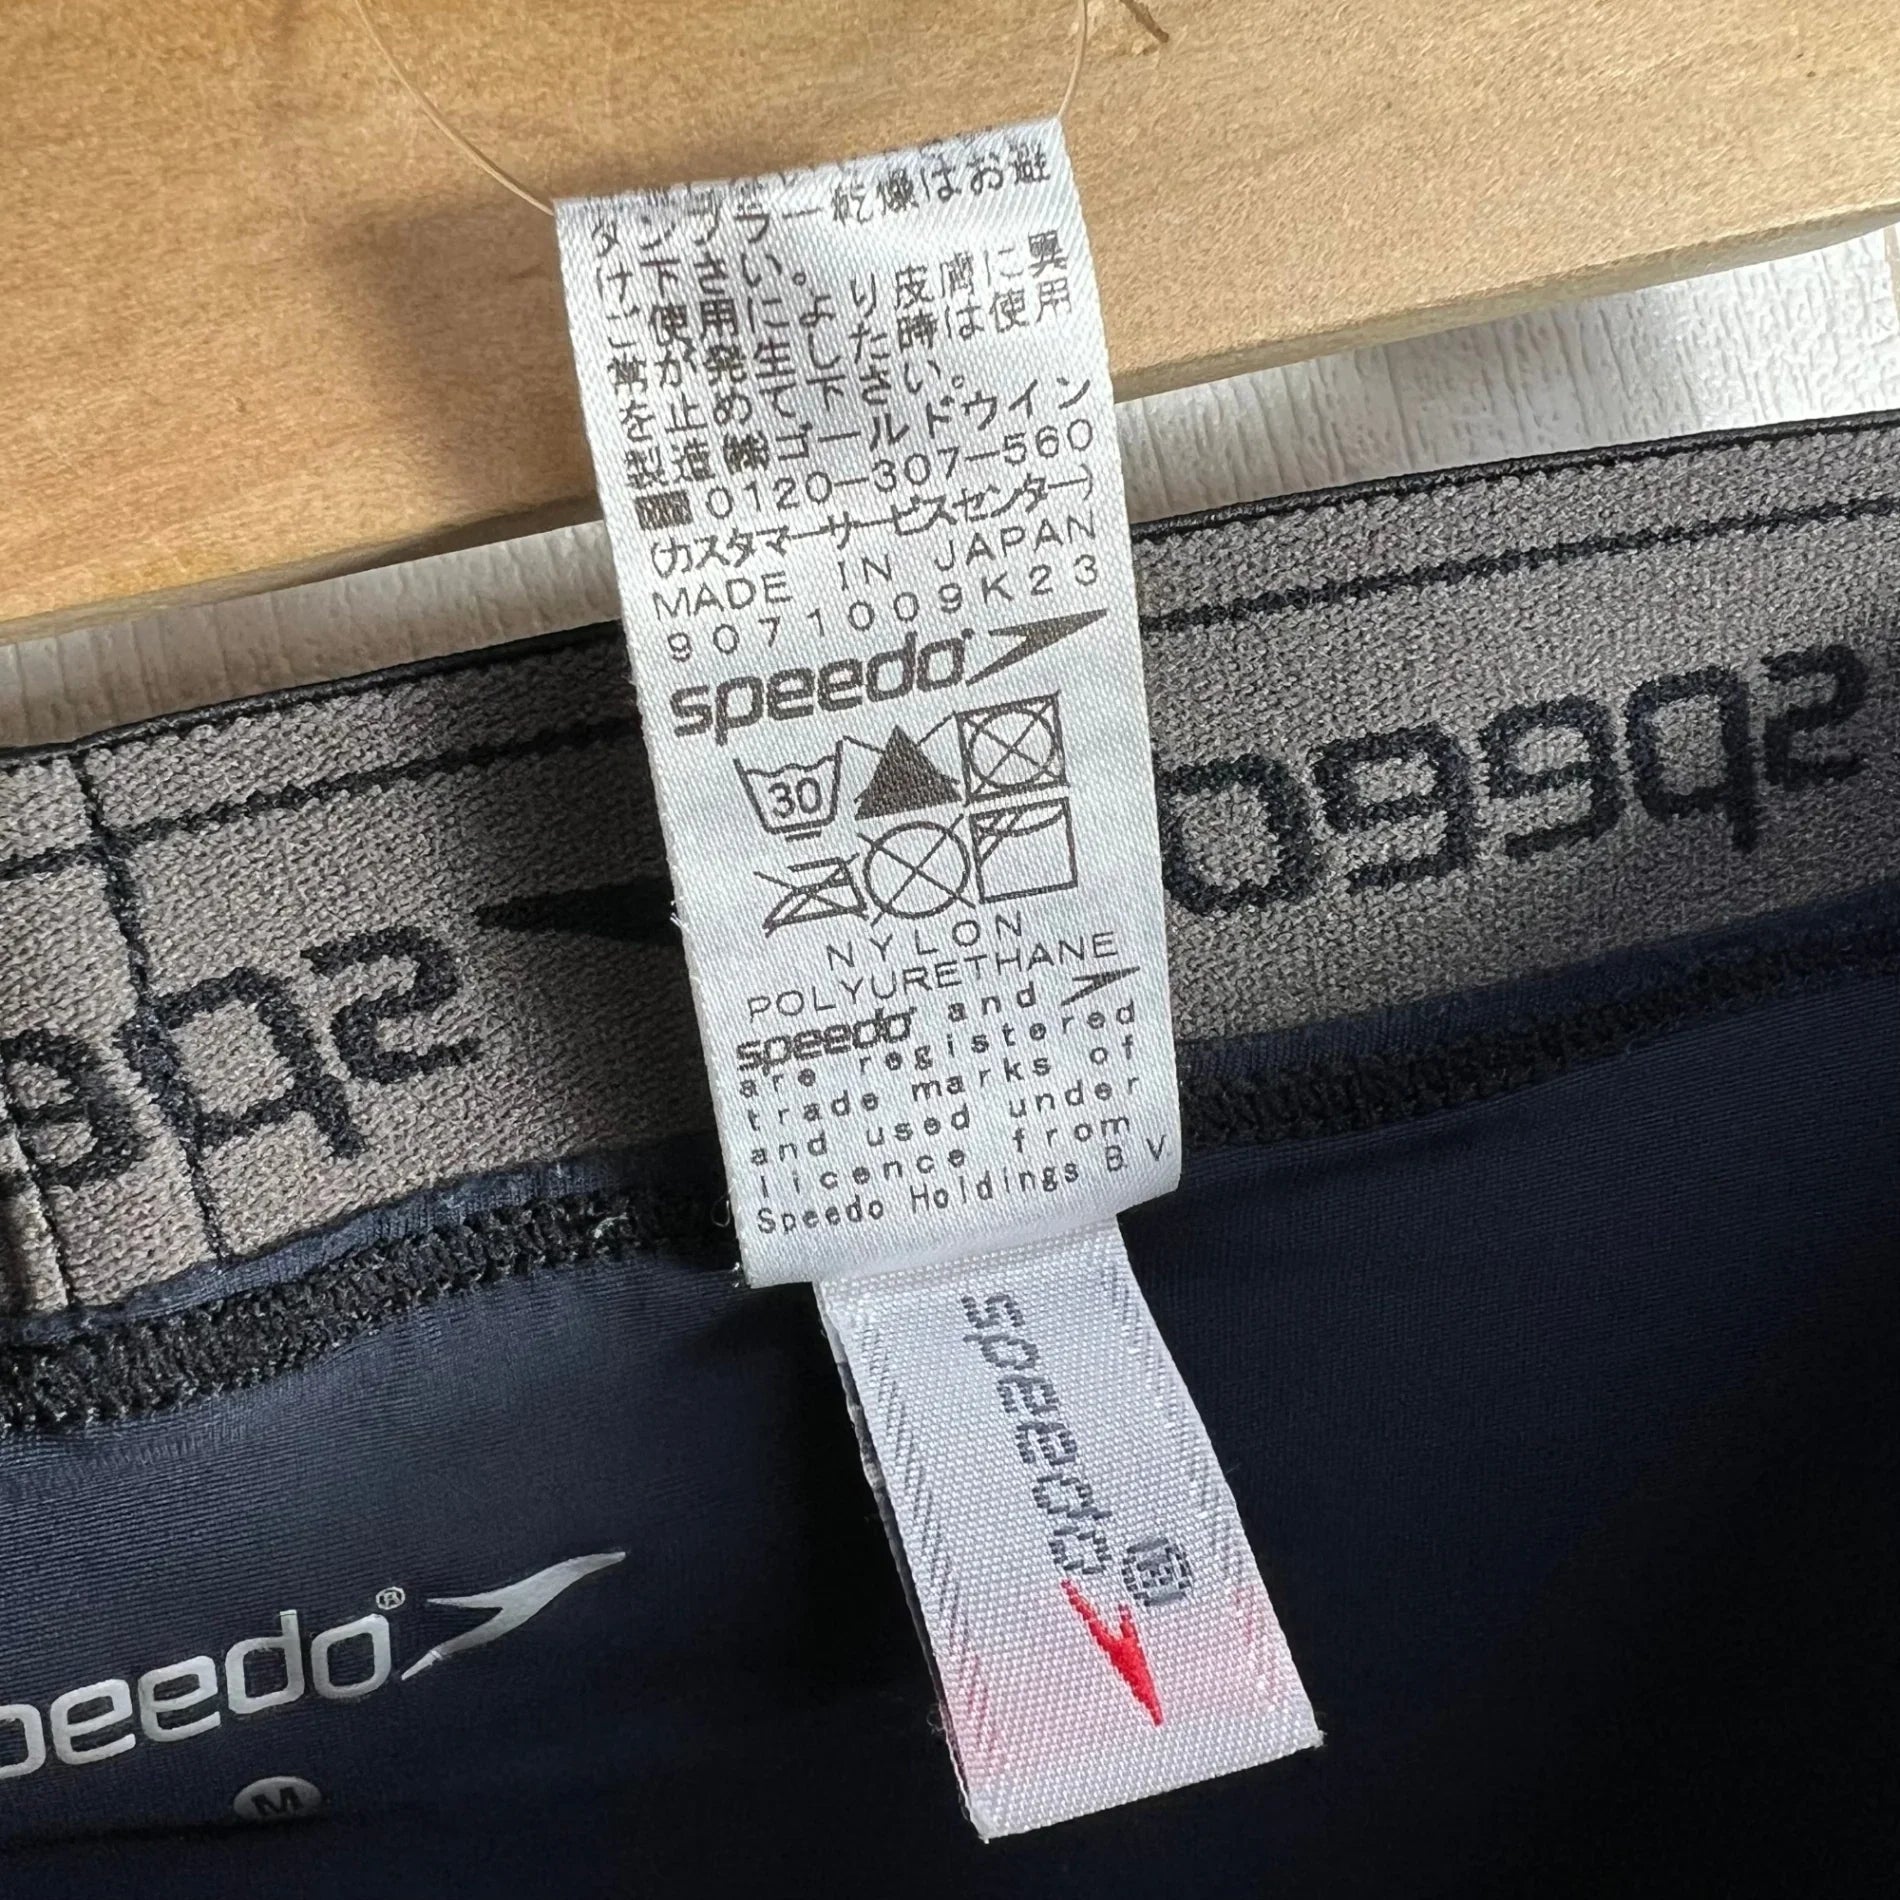 タンブラー乾燥はお避
け下さい。
ご使用により皮膚に異
常が発生した時は使用
を止めて下さい。
製造 ㈱ゴールドウイン
0120-307-560
(カスタマーサービスセンター)
MADE IN JAPAN
9071009K23
speedo
30
NYLON
POLYURETHANE
speedo and
are registered
trade marks of
and used under
licence from
Speedo Holdings B.V.
speedo®
speedo
speedo
peedo®
M